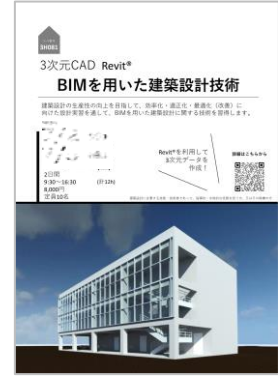 3H081
3次元CAD Revit®
BIMを用いた建築設計技術
建築設計の生産性の向上を目指して、効率化・適正化・最適化(改善)に
向けた設計実習を通して、BIMを用いた建築設計に関する技術を習得します。
Revit®を利用して
3次元データを
作成！
詳細はこちらから
2日間
9:30~16:30
(計12h)
8,000円
定員10名